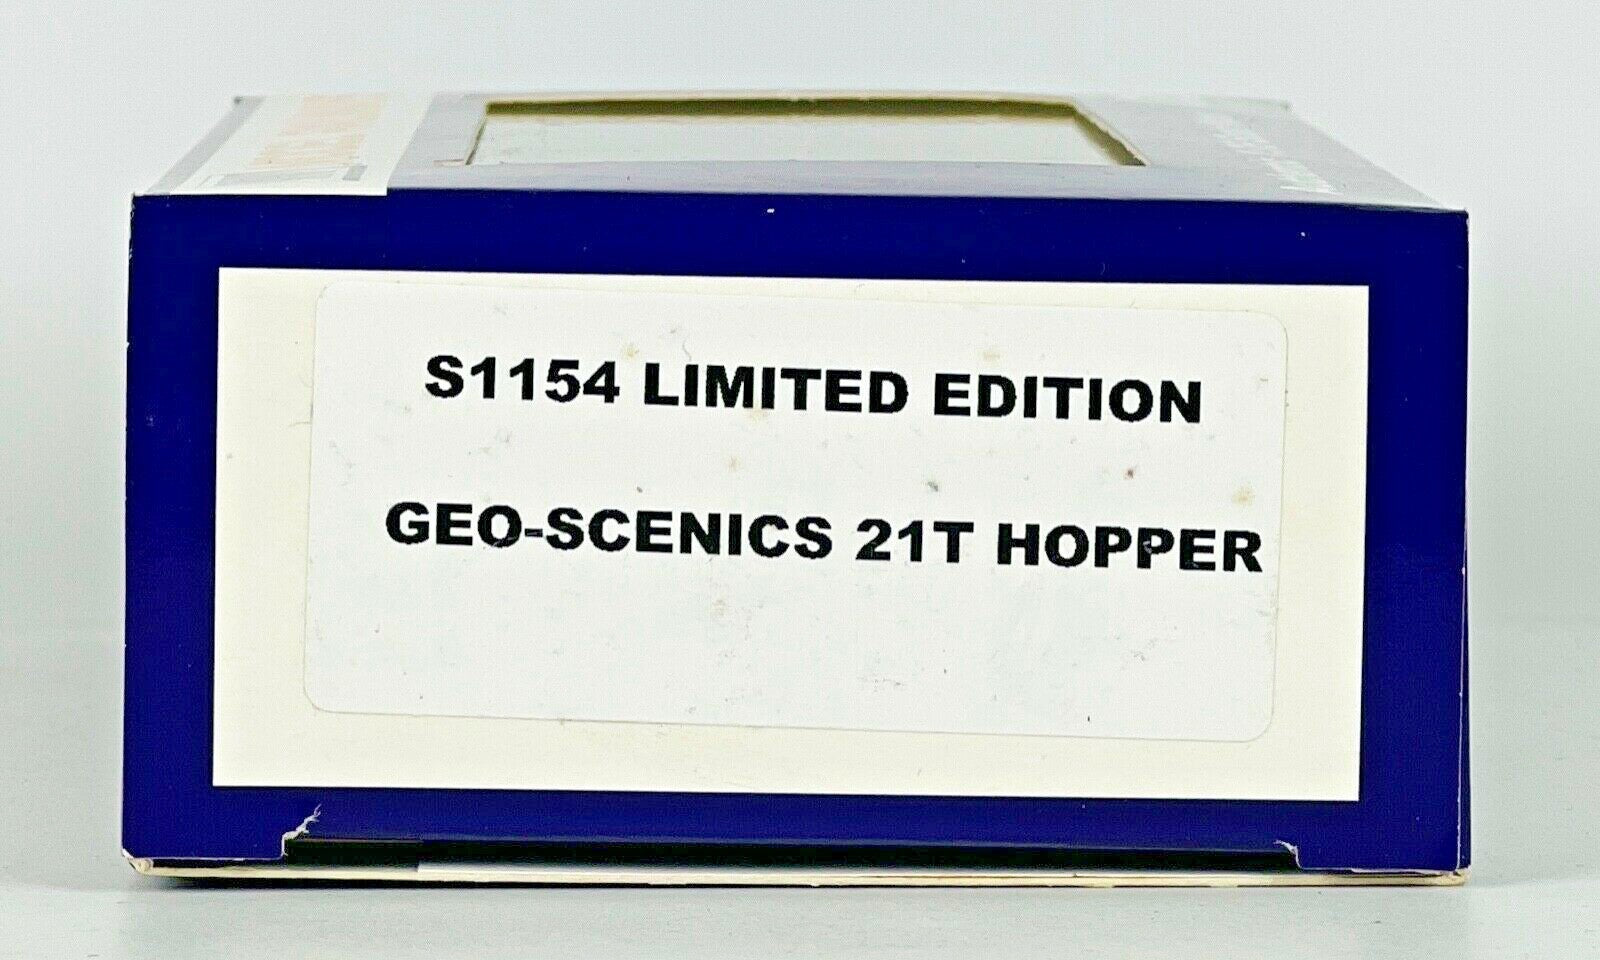 S1154 LIMITED EDITION
GEO-SCENICS 21T HOPPER